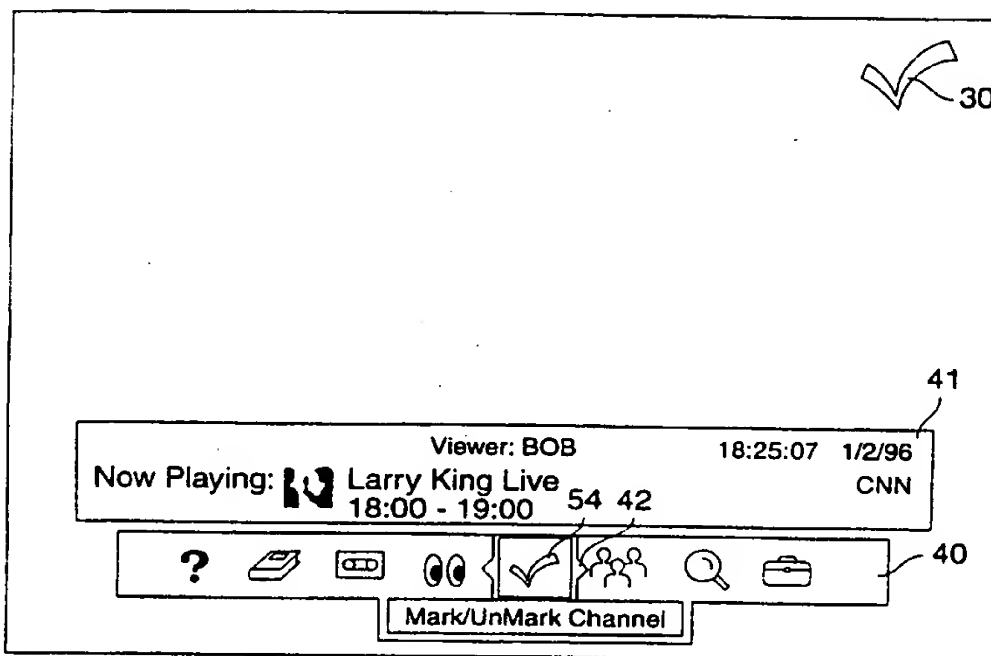 30
41
Viewer: BOB 18:25:07 1/2/96
Now Playing: Larry King Live CNN
18:00 - 19:00 54 42
? 40
Mark/UnMark Channel